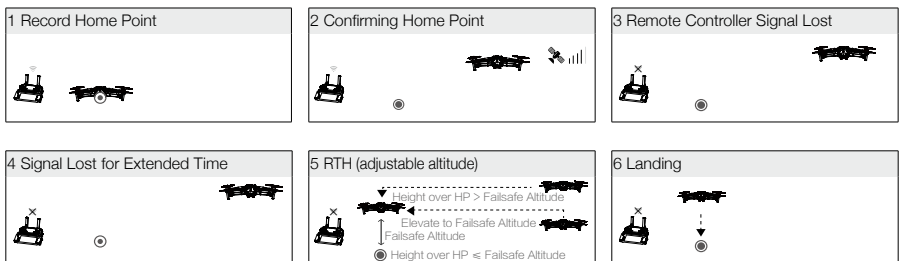 1 Record Home Point
2 Confirming Home Point
3 Remote Controller Signal Lost
4 Signal Lost for Extended Time
5 RTH (adjustable altitude)
Height over HP > Failsafe Altitude
Elevate to Failsafe Altitude
Failsafe Altitude
Height over HP ≤ Failsafe Altitude
6 Landing